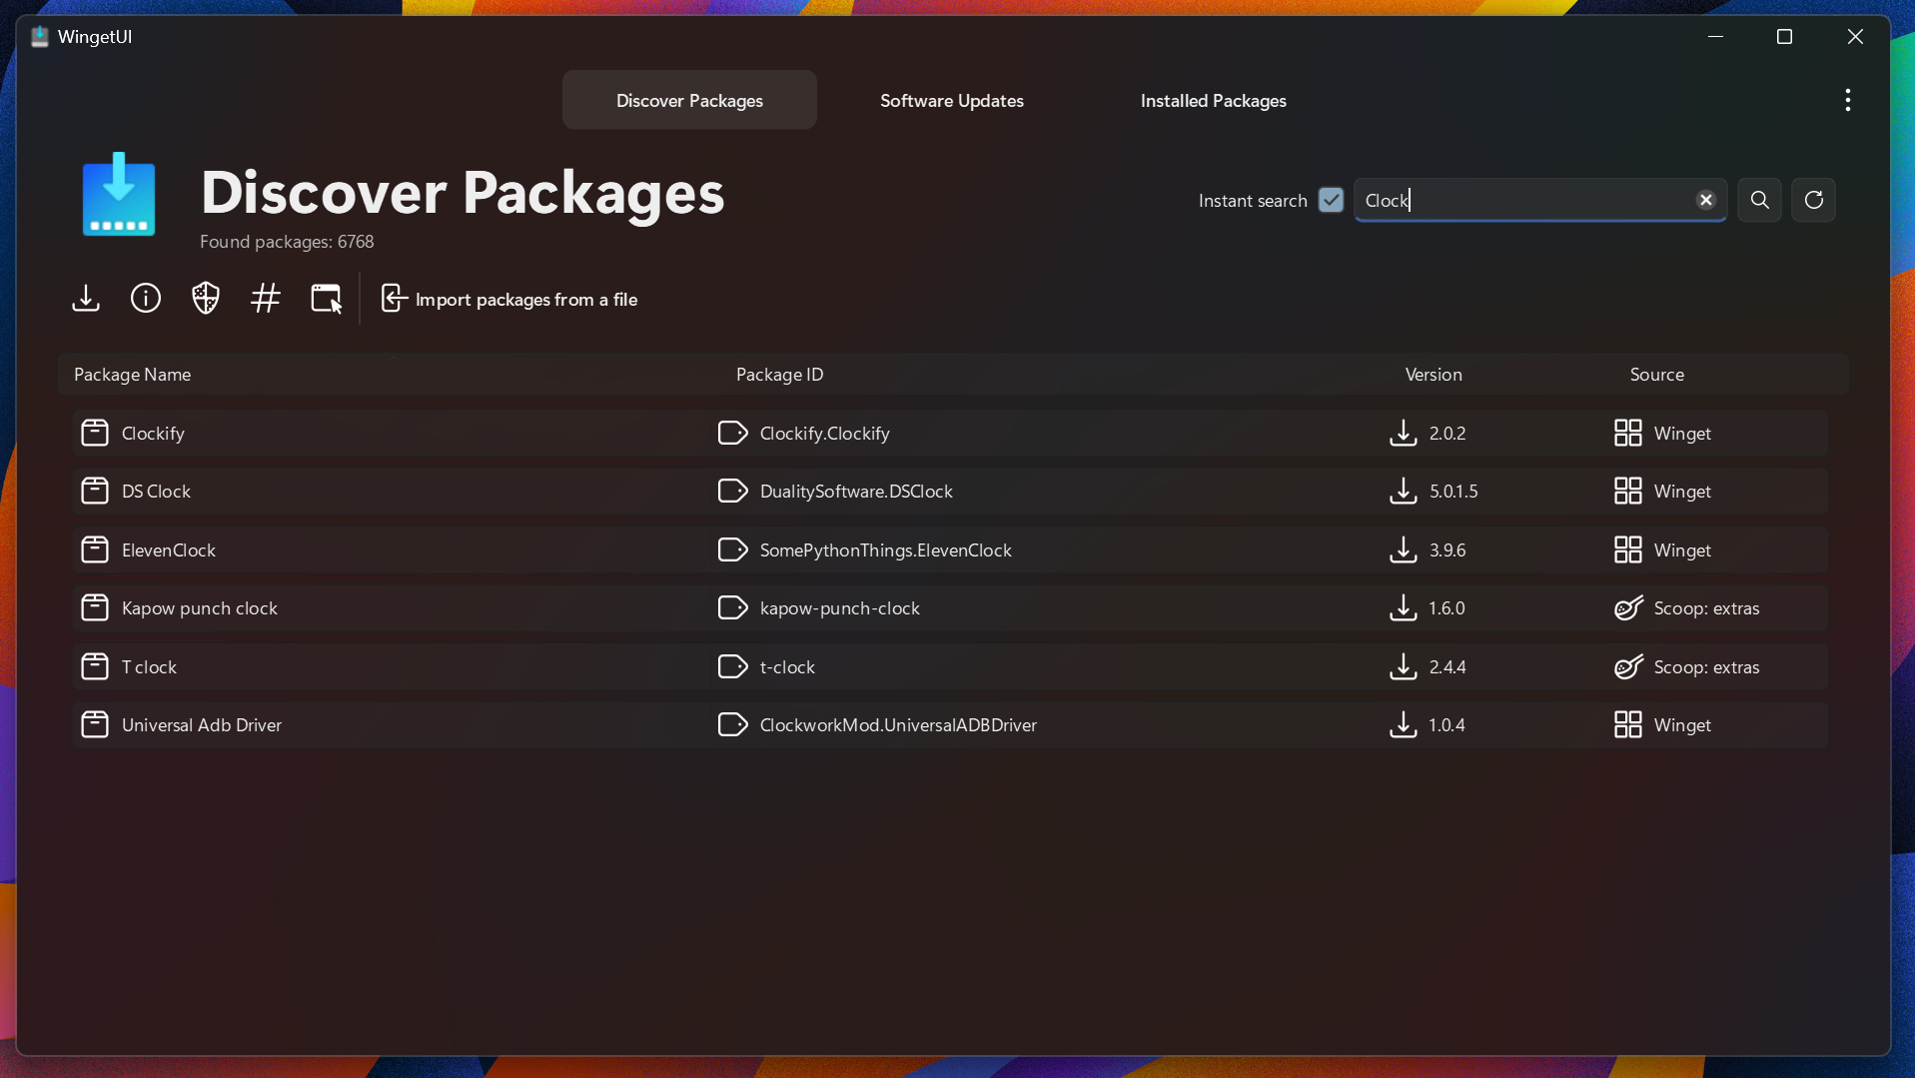 WingetUI
Discover Packages
Software Updates
Installed Packages
Discover Packages
Instant search
Clock
Found packages: 6768
Import packages from a file
Package Name
Package ID
Version
Source
Clockify
Clockify.Clockify
2.0.2
Winget
DS Clock
DualitySoftware.DSClock
5.0.1.5
Winget
ElevenClock
SomePythonThings.ElevenClock
3.9.6
Winget
Kapow punch clock
kapow-punch-clock
1.6.0
Scoop: extras
T clock
t-clock
2.4.4
Scoop: extras
Universal Adb Driver
ClockworkMod.UniversalADBDriver
1.0.4
Winget